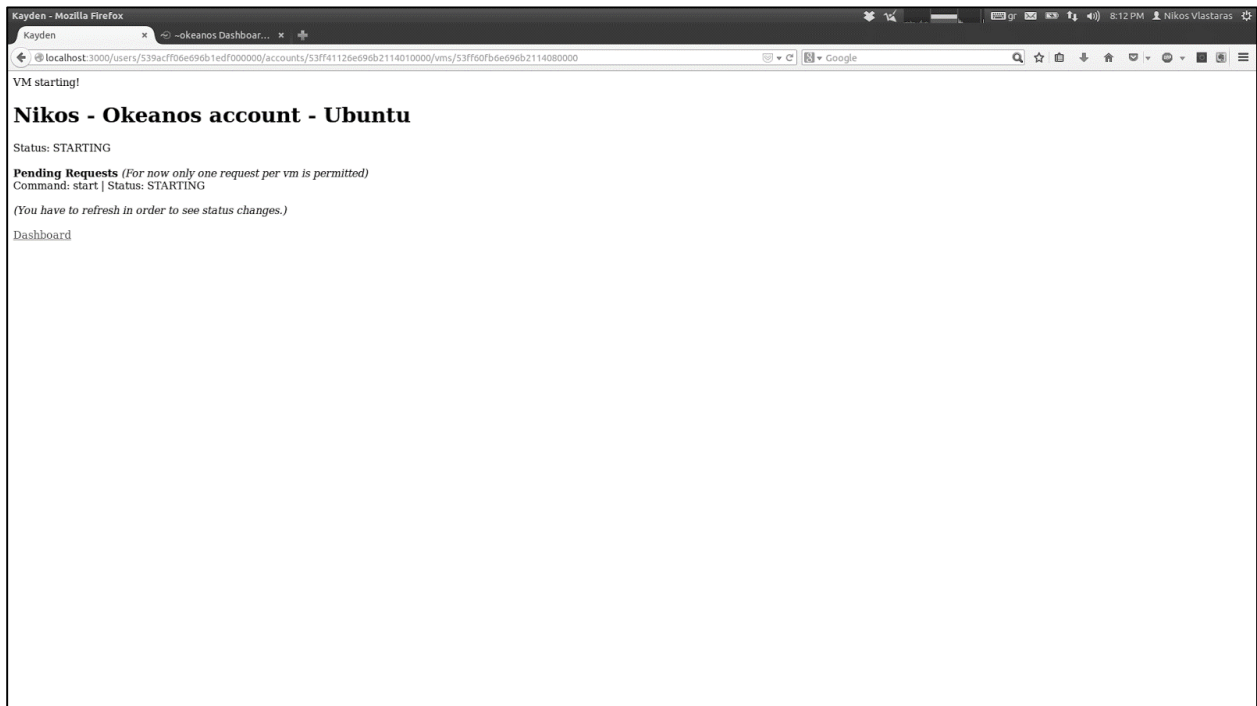 Kayden - Mozilla Firefox
gr 8:12 PM Nikos Vlastaras
Kayden ~okeanos Dashboar...
localhost:3000/users/539acff06e696b1edf000000/accounts/53ff41126e696b2114010000/vms/53ff60fb6e696b2114080000 Google
VM starting!
Nikos - Okeanos account - Ubuntu
Status: STARTING
Pending Requests (For now only one request per vm is permitted)
Command: start | Status: STARTING
(You have to refresh in order to see status changes.)
Dashboard